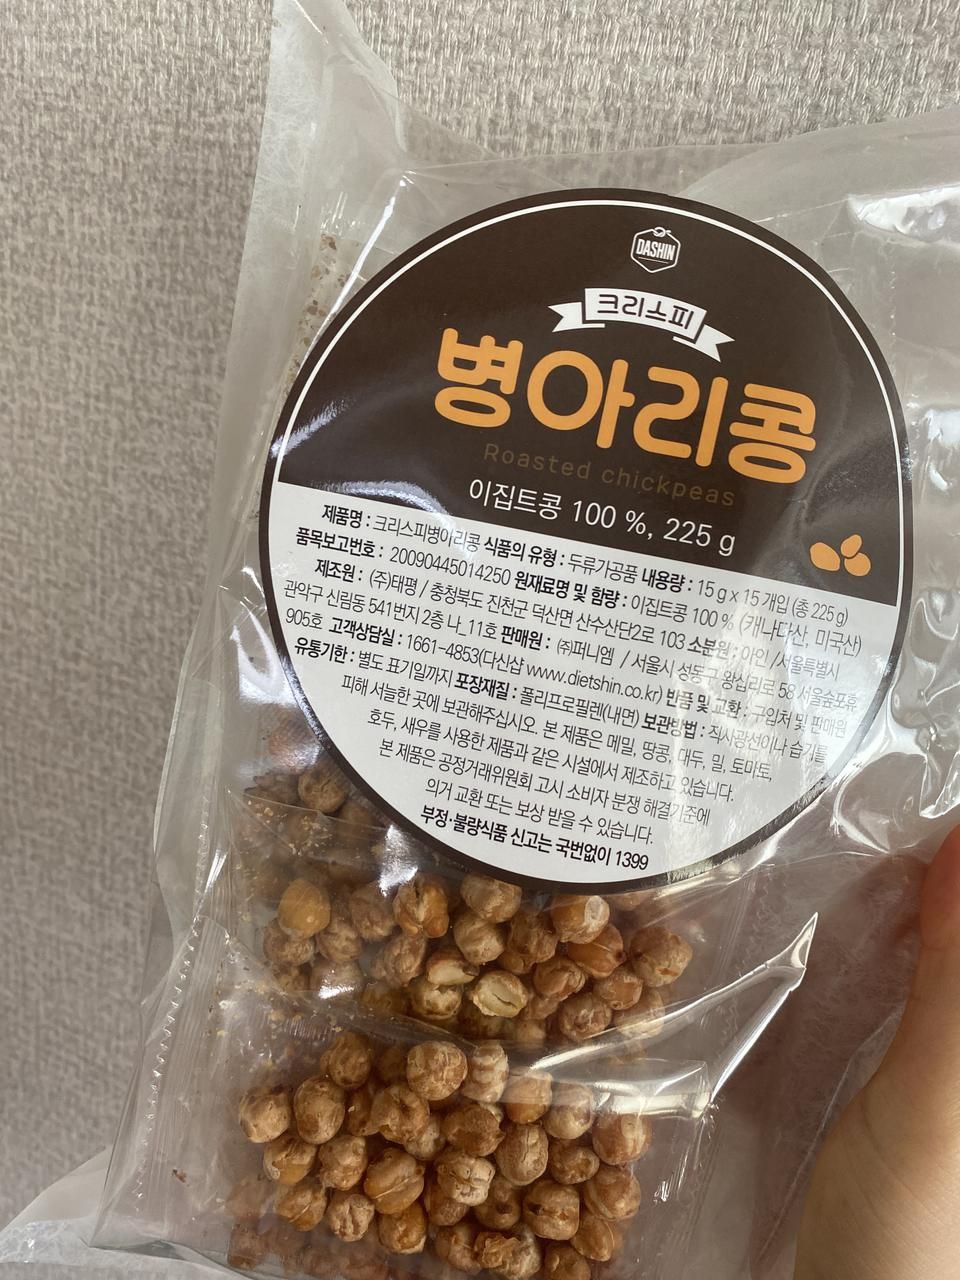 DASHIN
크리스피
병아리콩
Roasted chickpeas
이집트콩 100 %, 225 g
제품명 : 크리스피병아리콩 식품의 유형 : 두류가공품 내용량 : 15 g x 15 개입 (총 225 g)
품목보고번호 : 20090445014250 원재료명 및 함량 : 이집트콩 100 % (캐나다산, 미국산)
제조원 : (주)태평 / 충청북도 진천군 덕산면 산수산단2로 103 소분원 : 아인 /서울특별시
관악구 신림동 541번지 2층 나_11호 판매원 : ㈜퍼니엠 / 서울시 성동구 왕십리로 58 서울숲포휴
905호 고객상담실 : 1661-4853(다신샵 www.dietshin.co.kr) 반품 및 교환 : 구입처 및 판매원
유통기한 : 별도 표기일까지 포장재질 : 폴리프로필렌(내면) 보관방법 : 직사광선이나 습기를
피해 서늘한 곳에 보관해주십시오. 본 제품은 메밀, 땅콩, 대두, 밀, 토마토,
호두, 새우를 사용한 제품과 같은 시설에서 제조하고 있습니다.
본 제품은 공정거래위원회 고시 소비자 분쟁 해결기준에
의거 교환 또는 보상 받을 수 있습니다.
부정·불량식품 신고는 국번없이 1399